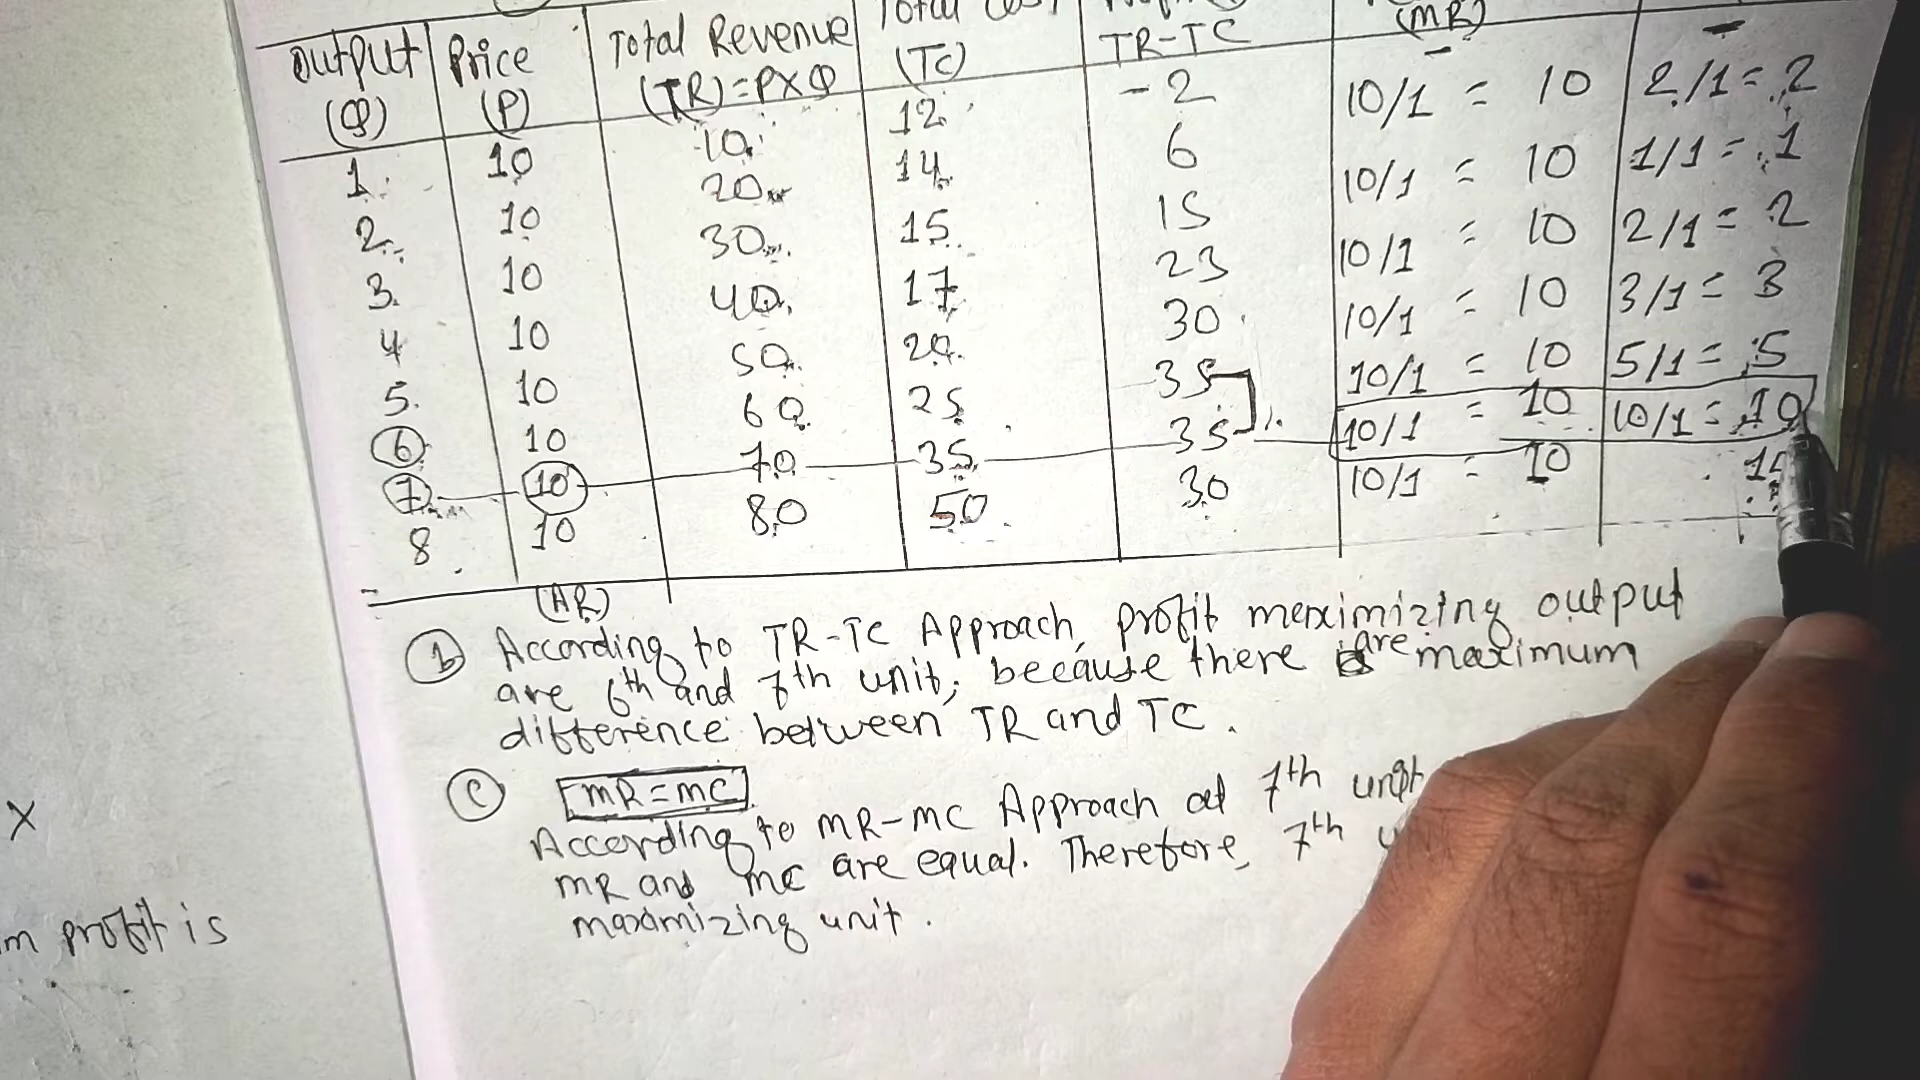 Output (Q) Price (P) Total Revenue (TR)=PXQ Total (TC) TR-TC (MR)
1. 10 10 12 -2 - -
2. 10 20 14 6 10/1 = 10 2/1 = 2
3. 10 30 15 15 10/1 = 10 1/1 = 1
4 10 40 17 23 10/1 = 10 2/1 = 2
5. 10 50 20 30 10/1 = 10 3/1 = 3
6 10 60 25 35 10/1 = 10 5/1 = 5
7 10 70 35 35 10/1 = 10 10/1 = 10
8 10 80 50 30 10/1 = 10
(AR)
b According to TR-TC Approach, profit meximizing output
are 6th and 7th unit, because there are maximum
difference between TR and TC.
c MR=MC
According to MR-MC Approach at 7th unit
MR and MC are equal. Therefore, 7th
maximizing unit.
X
m profit is